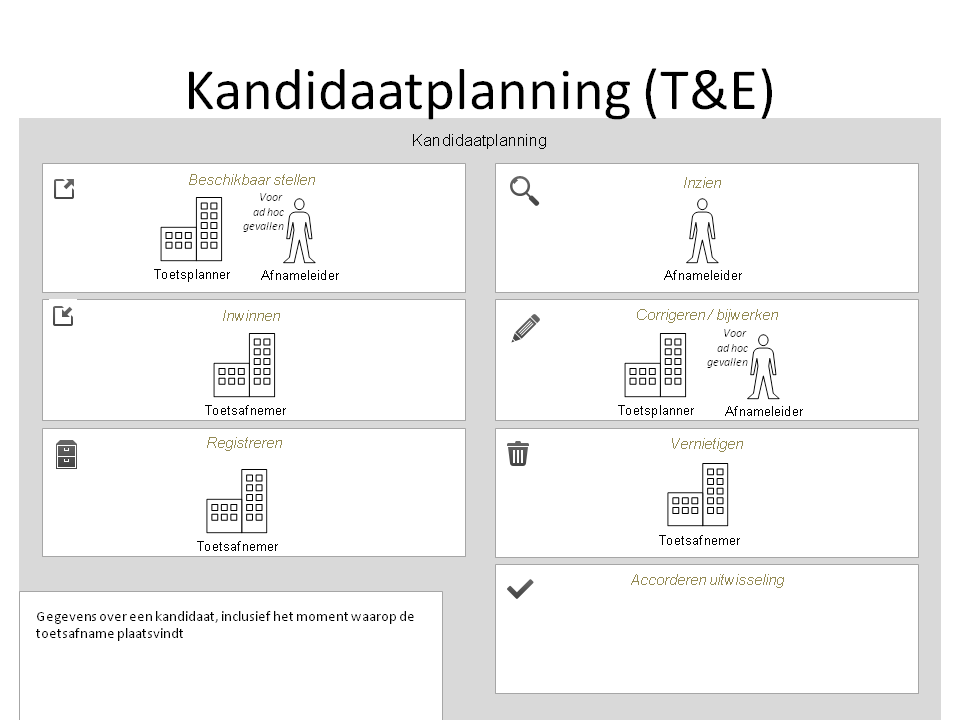 Kandidaatplanning (T&E)
Kandidaatplanning
Beschikbaar stellen
Voor
ad hoc
gevallen
Toetsplanner
Afnameleider
Inwinnen
Toetsafnemer
Registreren
Toetsafnemer
Gegevens over een kandidaat, inclusief het moment waarop de
toetsafname plaatsvindt
Inzien
Afnameleider
Corrigeren / bijwerken
Voor
ad hoc
gevallen
Toetsplanner
Afnameleider
Vernietigen
Toetsafnemer
Accorderen uitwisseling